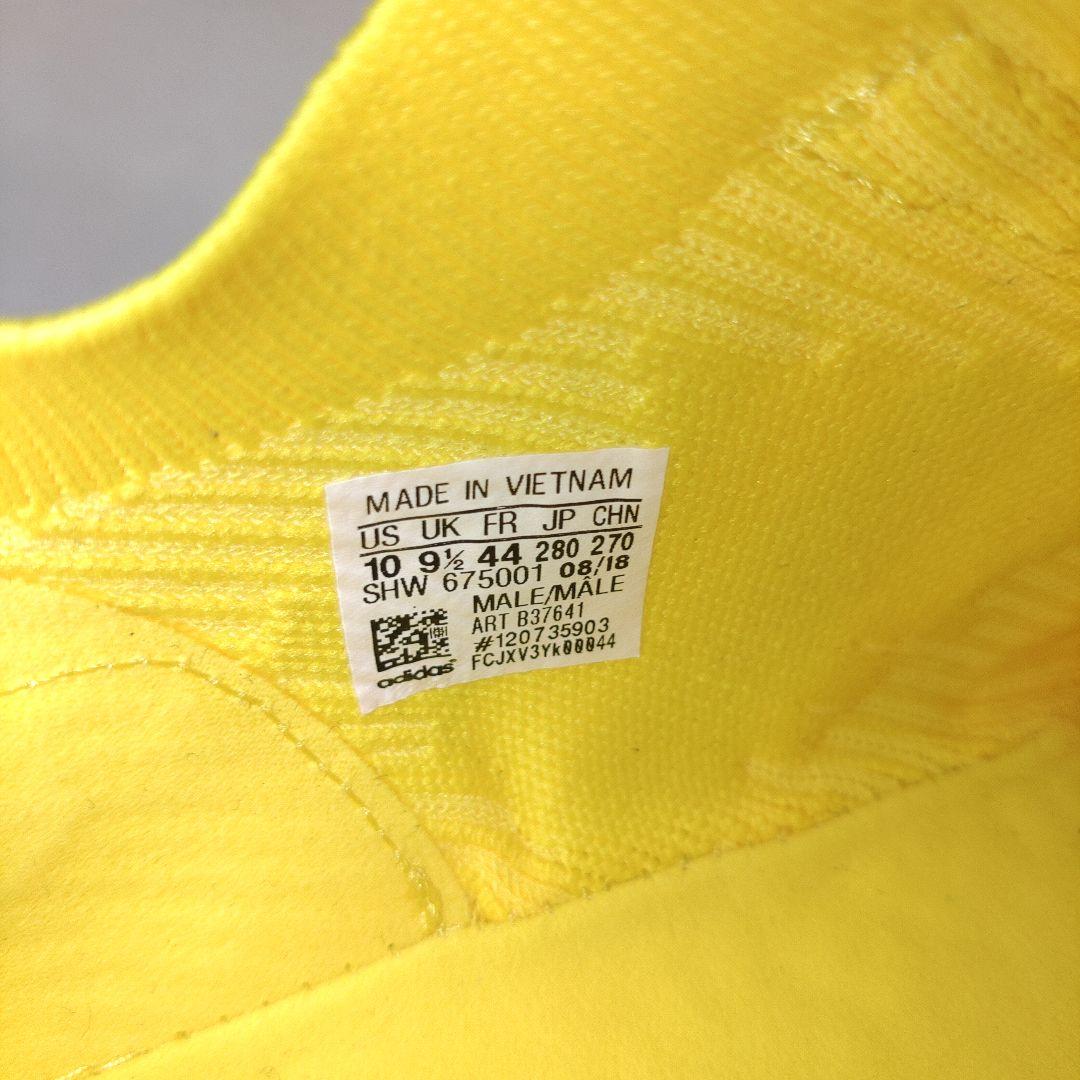 MADE IN VIETNAM
US UK FR JP CHN
10 9½ 44 280 270
SHW 675001 08/18
MALE/MÂLE
ART B37641
#120735903
FCJXV3Yk00044
adidas